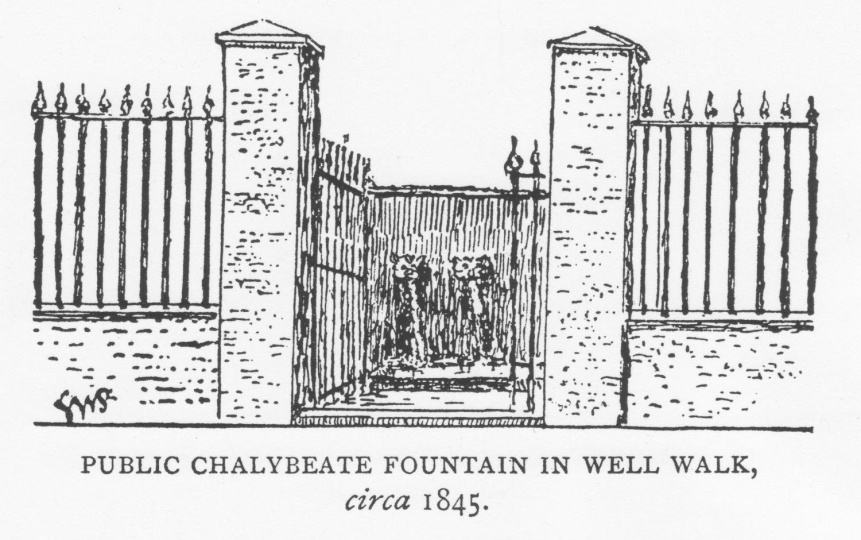 PUBLIC CHALYBEATE FOUNTAIN IN WELL WALK,
circa 1845.